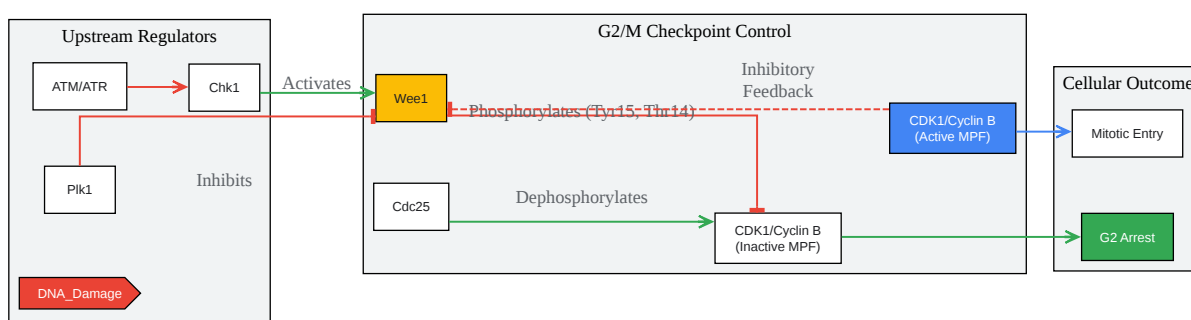 Upstream Regulators
ATM/ATR
Chk1
Activates
Plk1
Inhibits
DNA_Damage
G2/M Checkpoint Control
Wee1
Inhibitory
Feedback
Phosphorylates (Tyr15, Thr14)
CDK1/Cyclin B
(Active MPF)
Cdc25
Dephosphorylates
CDK1/Cyclin B
(Inactive MPF)
Cellular Outcome
Mitotic Entry
G2 Arrest